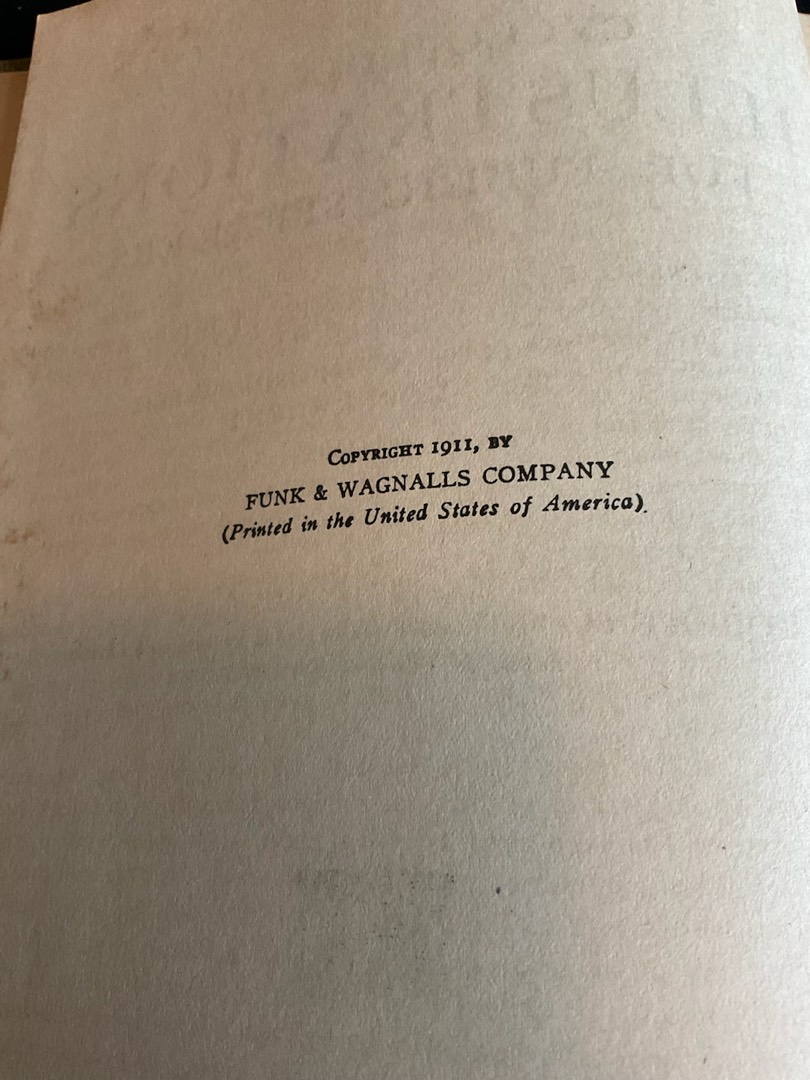 COPYRIGHT 1911, BY
FUNK & WAGNALLS COMPANY
(Printed in the United States of America).